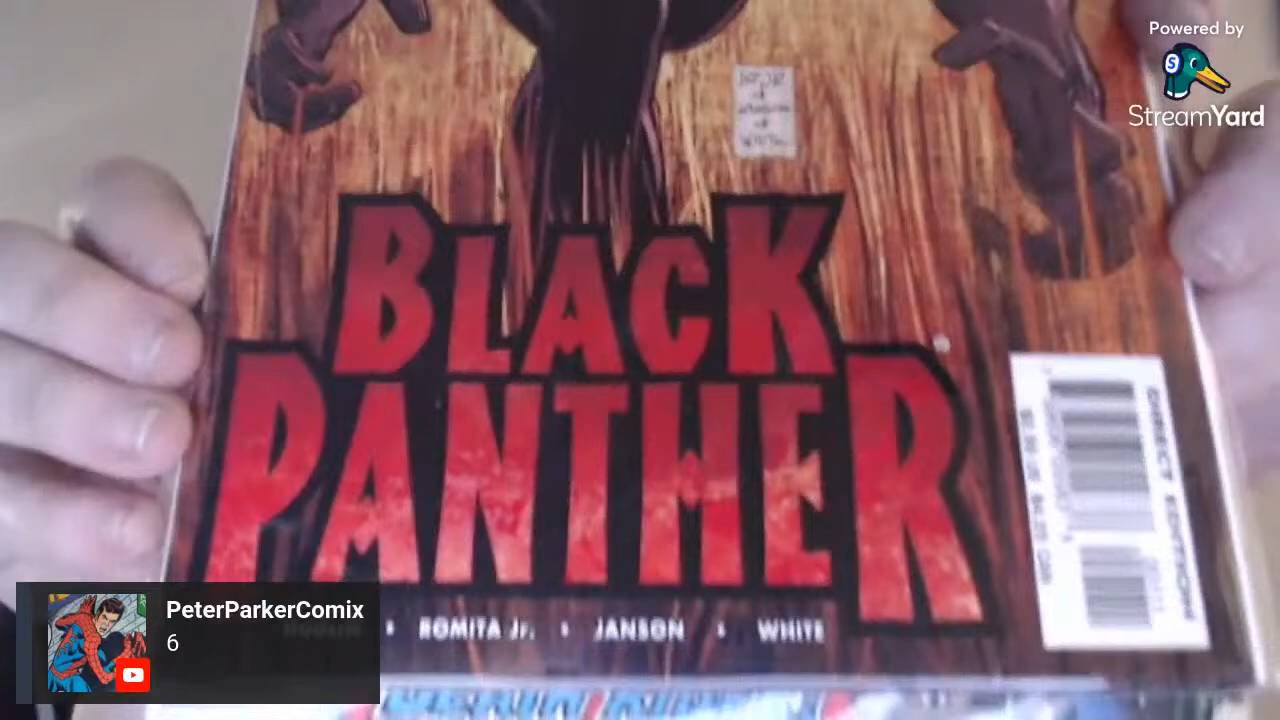 Powered by
StreamYard
BLACK
PANTHER
DIRECT EDITION
ROMITA Jr. • JANSON • WHITE
PeterParkerComix
6